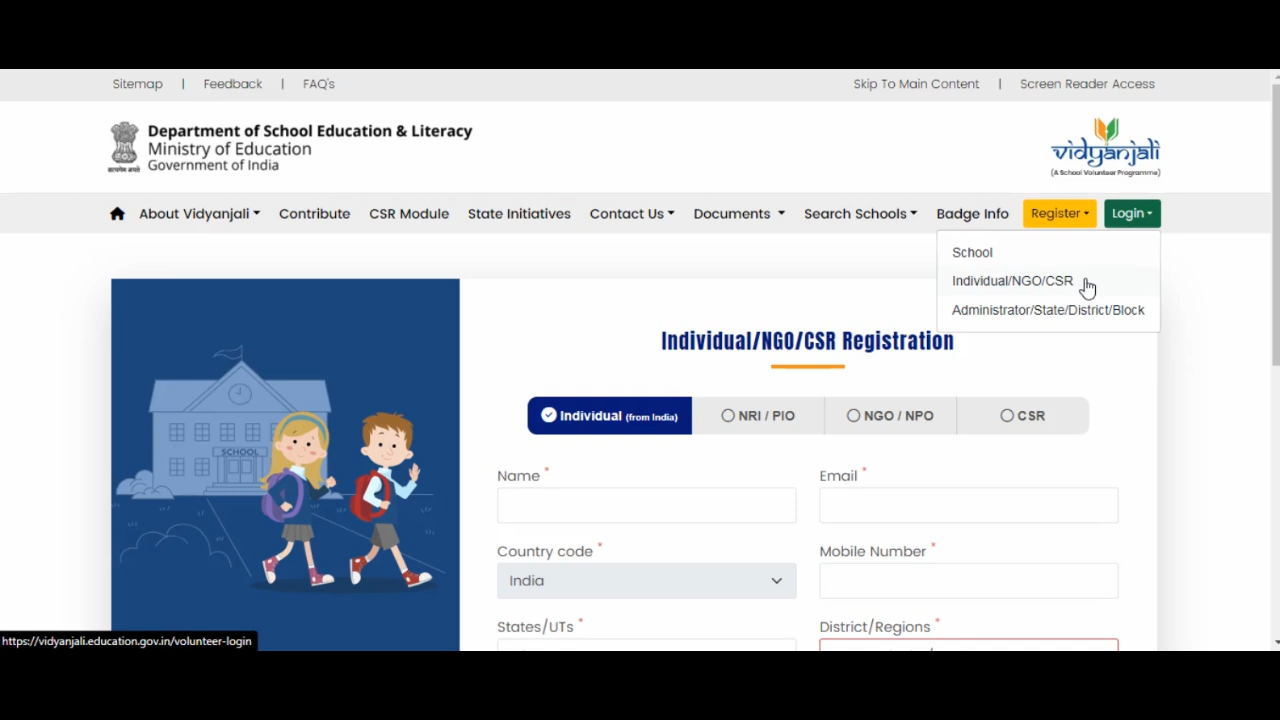 Sitemap | Feedback | FAQ's Skip To Main Content | Screen Reader Access
Department of School Education & Literacy
Ministry of Education
Government of India
सत्यमेव जयते
vidyanjali
(A School Volunteer Programme)
About Vidyanjali Contribute CSR Module State Initiatives Contact Us Documents Search Schools Badge Info Register Login
School
Individual/NGO/CSR
Administrator/State/District/Block
Individual/NGO/CSR Registration
Individual (from India) NRI / PIO NGO / NPO CSR
SCHOOL
Name * Email *
Country code * Mobile Number *
India
States/UTs * District/Regions *
https://vidyanjali.education.gov.in/volunteer-login